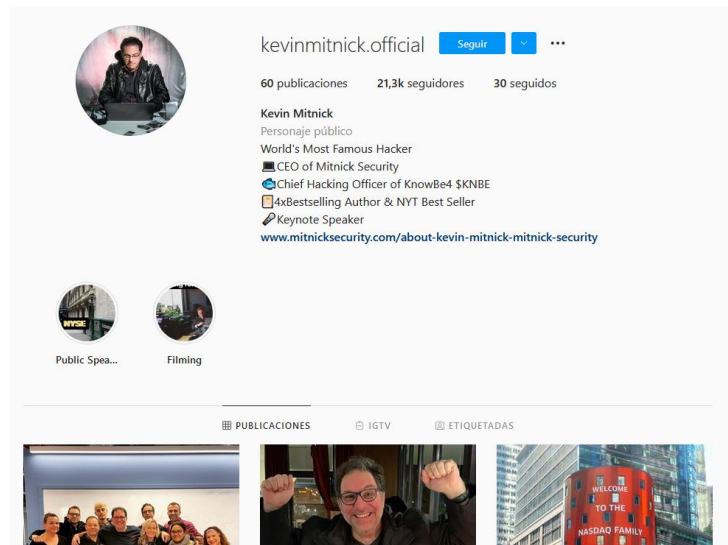 kevinmitnick.official Seguir
60 publicaciones 21,3k seguidores 30 seguidos
Kevin Mitnick
Personaje público
World's Most Famous Hacker
💻CEO of Mitnick Security
🐟Chief Hacking Officer of KnowBe4 $KNBE
📔4xBestselling Author & NYT Best Seller
🎤Keynote Speaker
www.mitnicksecurity.com/about-kevin-mitnick-mitnick-security
NYSE
Public Spea... Filming
PUBLICACIONES IGTV ETIQUETADAS
WELCOME
TO THE
NASDAQ FAMILY